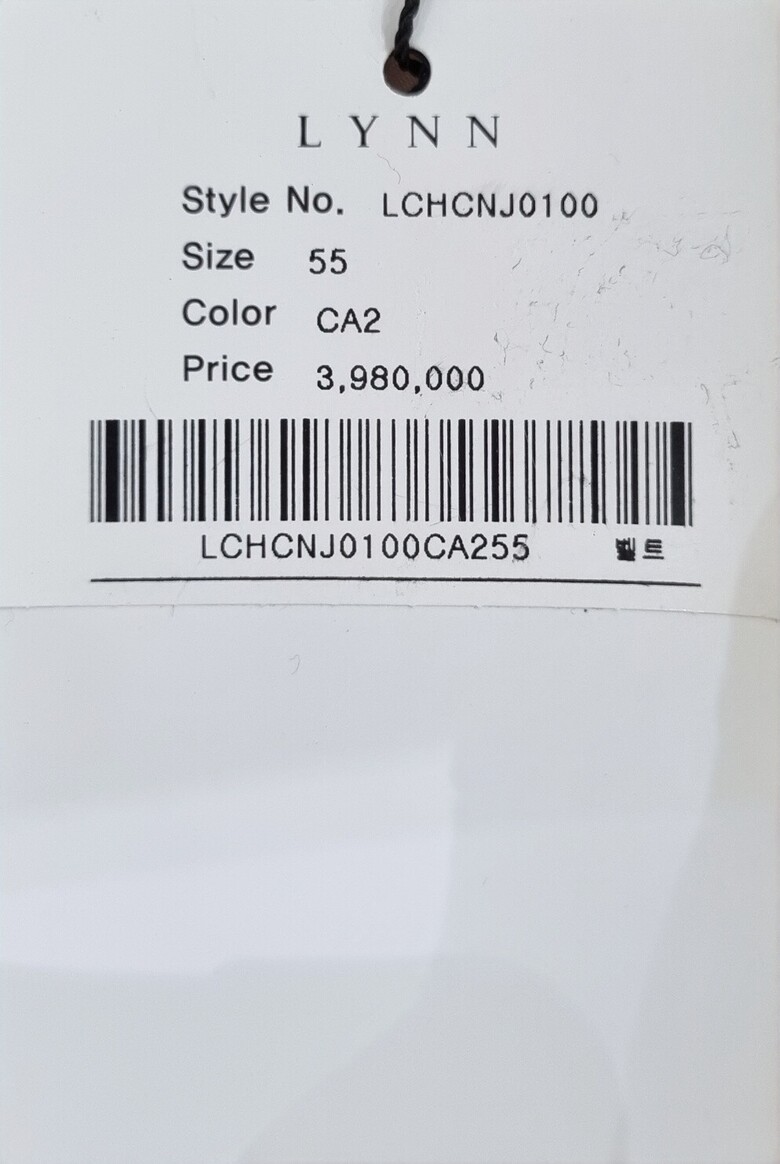 LYNN
Style No. LCHCNJ0100
Size 55
Color CA2
Price 3,980,000
LCHCNJ0100CA255 벨트